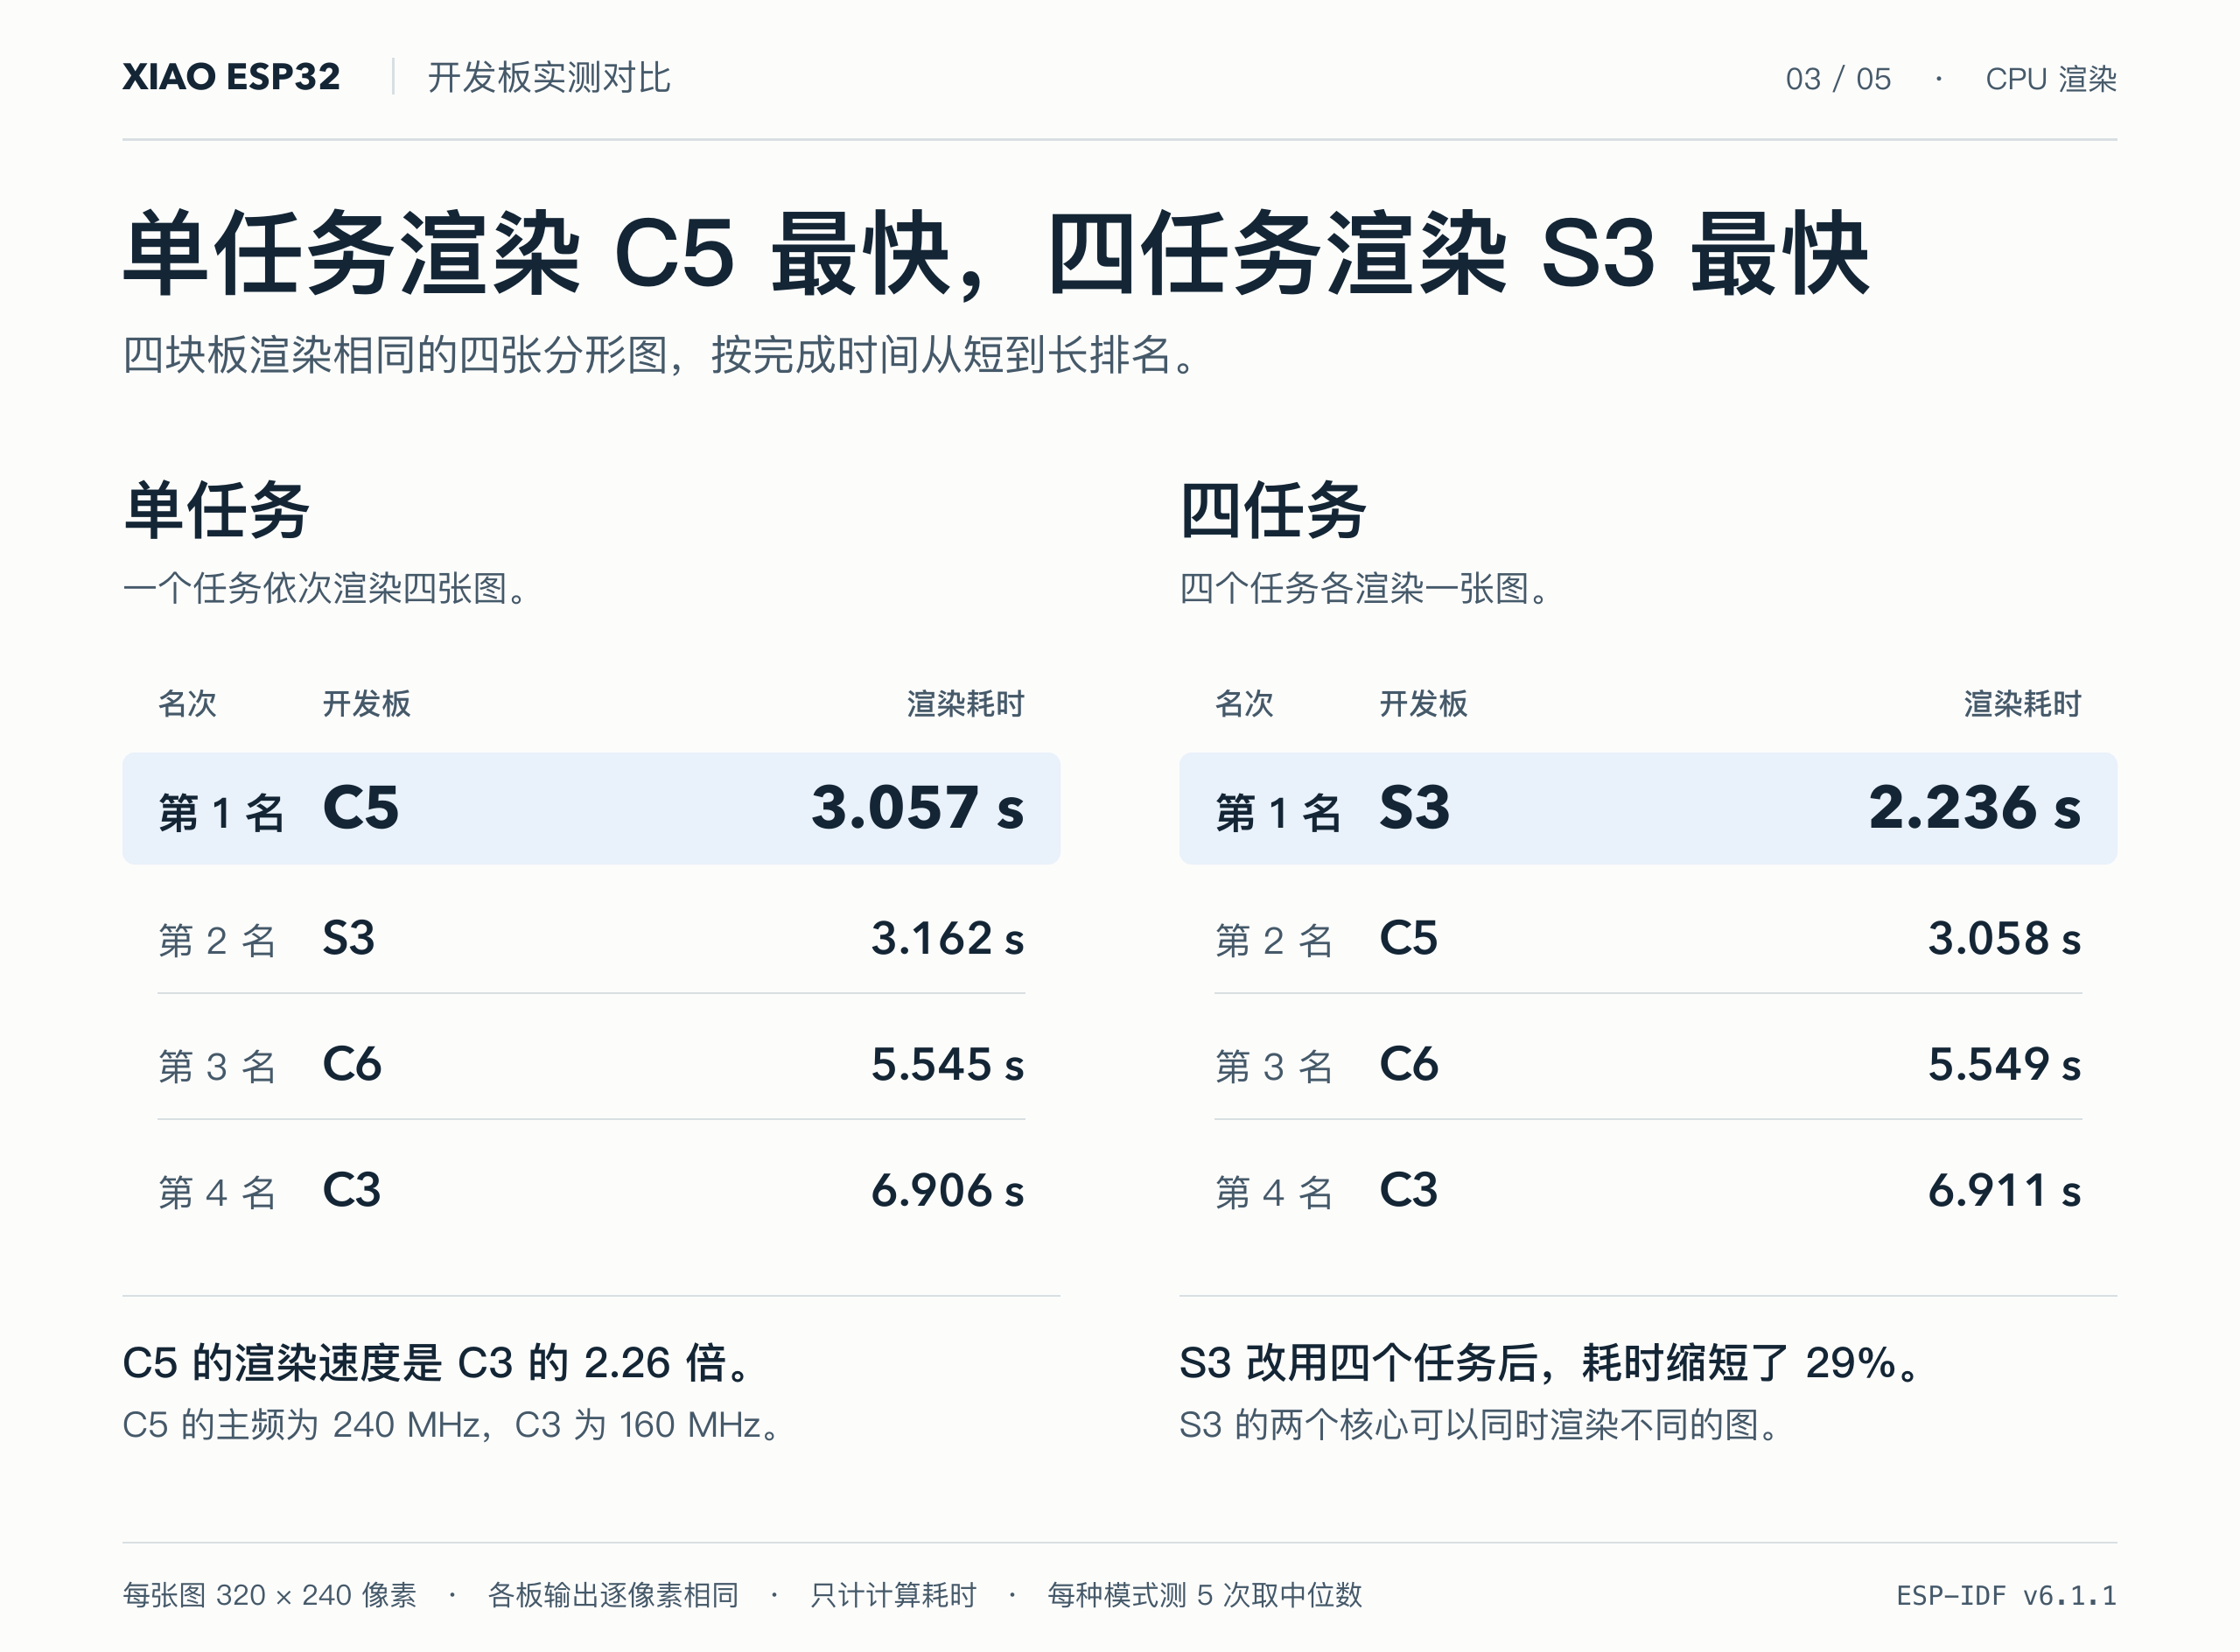 XIAO ESP32 开发板实测对比
03 / 05 · CPU 渲染
单任务渲染 C5 最快，四任务渲染 S3 最快
四块板渲染相同的四张分形图，按完成时间从短到长排名。
单任务
一个任务依次渲染四张图。
名次 开发板 渲染耗时
第 1 名 C5 3.057 s
第 2 名 S3 3.162 s
第 3 名 C6 5.545 s
第 4 名 C3 6.906 s
C5 的渲染速度是 C3 的 2.26 倍。
C5 的主频为 240 MHz，C3 为 160 MHz。
四任务
四个任务各渲染一张图。
名次 开发板 渲染耗时
第 1 名 S3 2.236 s
第 2 名 C5 3.058 s
第 3 名 C6 5.549 s
第 4 名 C3 6.911 s
S3 改用四个任务后，耗时缩短了 29%。
S3 的两个核心可以同时渲染不同的图。
每张图 320 × 240 像素 · 各板输出逐像素相同 · 只计计算耗时 · 每种模式测 5 次取中位数
ESP-IDF v6.1.1